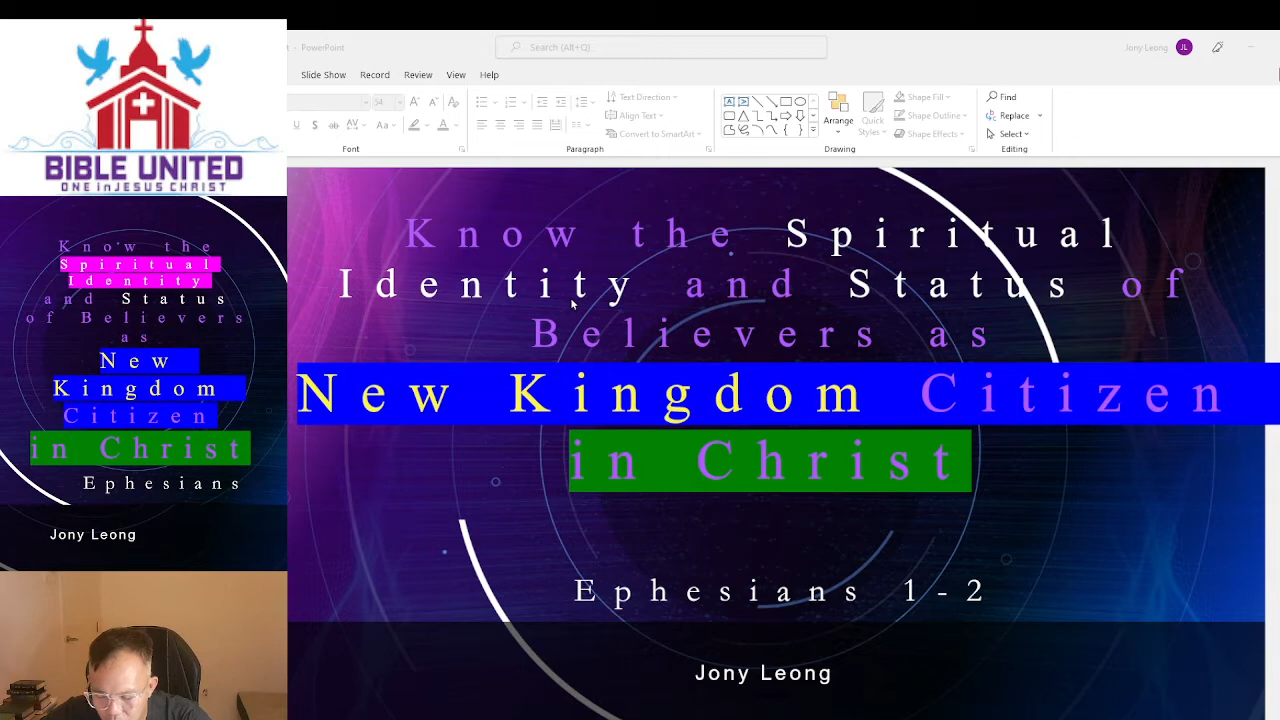 BIBLE UNITED
ONE in JESUS CHRIST
Know the
Spiritual
Identity
and Status
of Believers
as
New
Kingdom
Citizen
in Christ
Ephesians
Jony Leong
PowerPoint
Search (Alt+Q)
Jony Leong
JL
Slide Show
Record
Review
View
Help
34
Text Direction
Align Text
Convert to SmartArt
Arrange
Quick
Styles
Shape Fill
Shape Outline
Shape Effects
Find
Replace
Select
Font
Paragraph
Drawing
Editing
Know the Spiritual
Identity and Status of
Believers as
New Kingdom Citizen
in Christ
Ephesians 1-2
Jony Leong